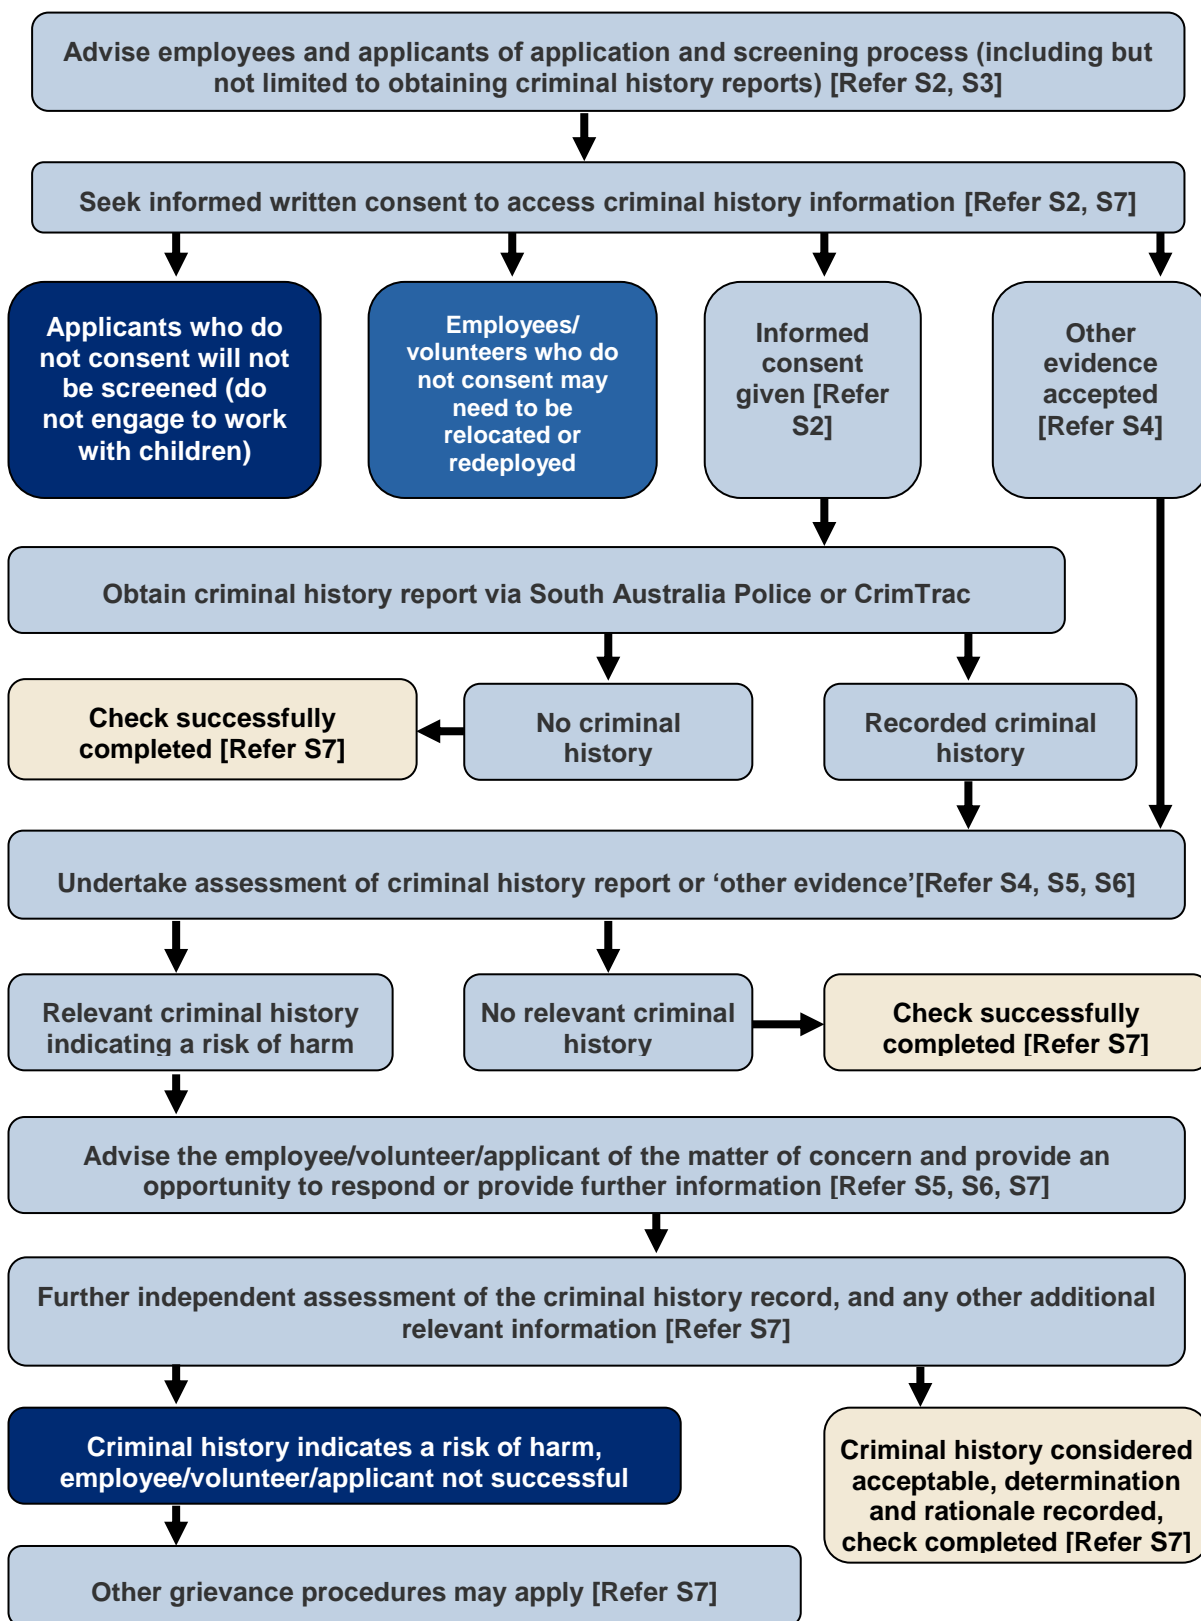 Advise employees and applicants of application and screening process (including but
not limited to obtaining criminal history reports) [Refer S2, S3]
Seek informed written consent to access criminal history information [Refer S2, S7]
Applicants who do
not consent will not
be screened (do
not engage to work
with children)
Employees/
volunteers who do
not consent may
need to be
relocated or
redeployed
Informed
consent
given [Refer
S2]
Other
evidence
accepted
[Refer S4]
Obtain criminal history report via South Australia Police or CrimTrac
Check successfully
completed [Refer S7]
No criminal
history
Recorded criminal
history
Undertake assessment of criminal history report or ‘other evidence’[Refer S4, S5, S6]
Relevant criminal history
indicating a risk of harm
No relevant criminal
history
Check successfully
completed [Refer S7]
Advise the employee/volunteer/applicant of the matter of concern and provide an
opportunity to respond or provide further information [Refer S5, S6, S7]
Further independent assessment of the criminal history record, and any other additional
relevant information [Refer S7]
Criminal history indicates a risk of harm,
employee/volunteer/applicant not successful
Criminal history considered
acceptable, determination
and rationale recorded,
check completed [Refer S7]
Other grievance procedures may apply [Refer S7]